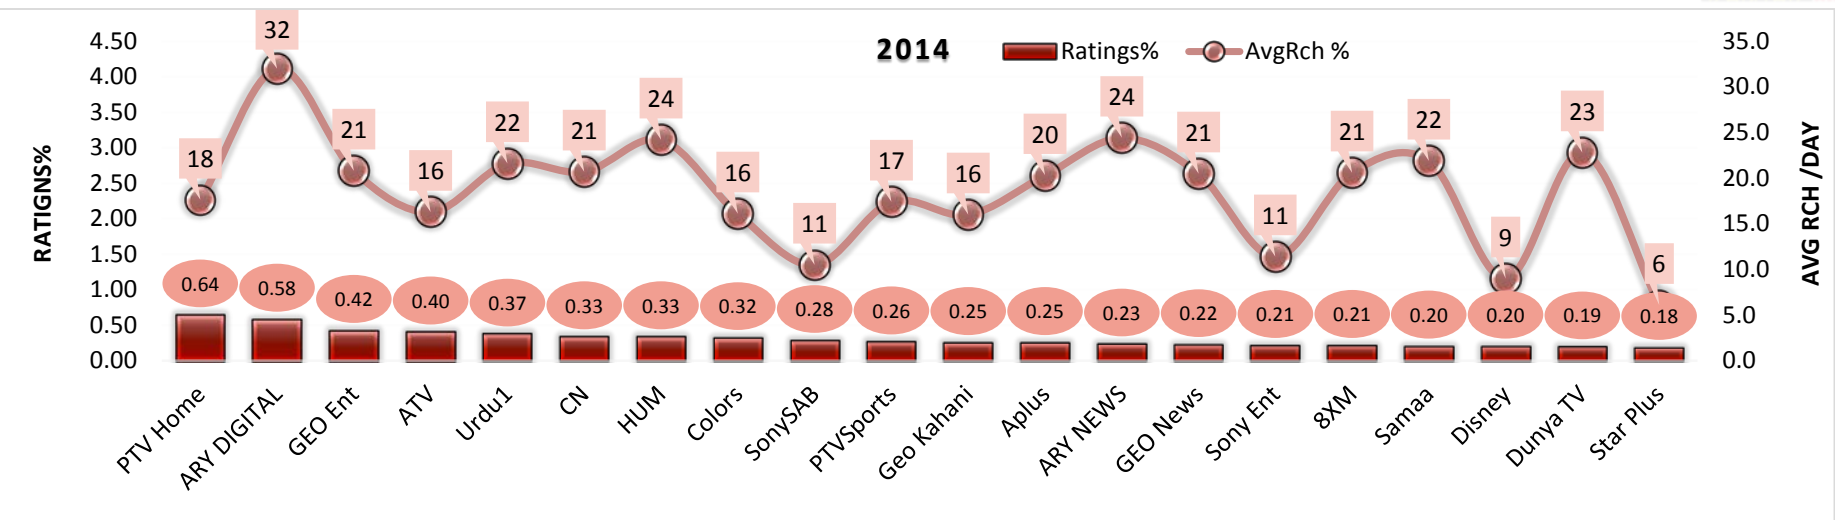 2014 Ratings% AvgRch %
RATIGNS%
4.50
4.00
3.50
3.00
2.50
2.00
1.50
1.00
0.50
0.00
35.0
30.0
25.0
20.0
15.0
10.0
5.0
0.0
AVG RCH /DAY
18 32 21 16 22 21 24 16 11 17 16 20 24 21 11 21 22 9 23 6
0.64 0.58 0.42 0.40 0.37 0.33 0.33 0.32 0.28 0.26 0.25 0.25 0.23 0.22 0.21 0.21 0.20 0.20 0.19 0.18
PTV Home
ARY DIGITAL
GEO Ent
ATV
Urdu1
CN
HUM
Colors
SonySAB
PTVSports
Geo Kahani
Aplus
ARY NEWS
GEO News
Sony Ent
8XM
Samaa
Disney
Dunya TV
Star Plus